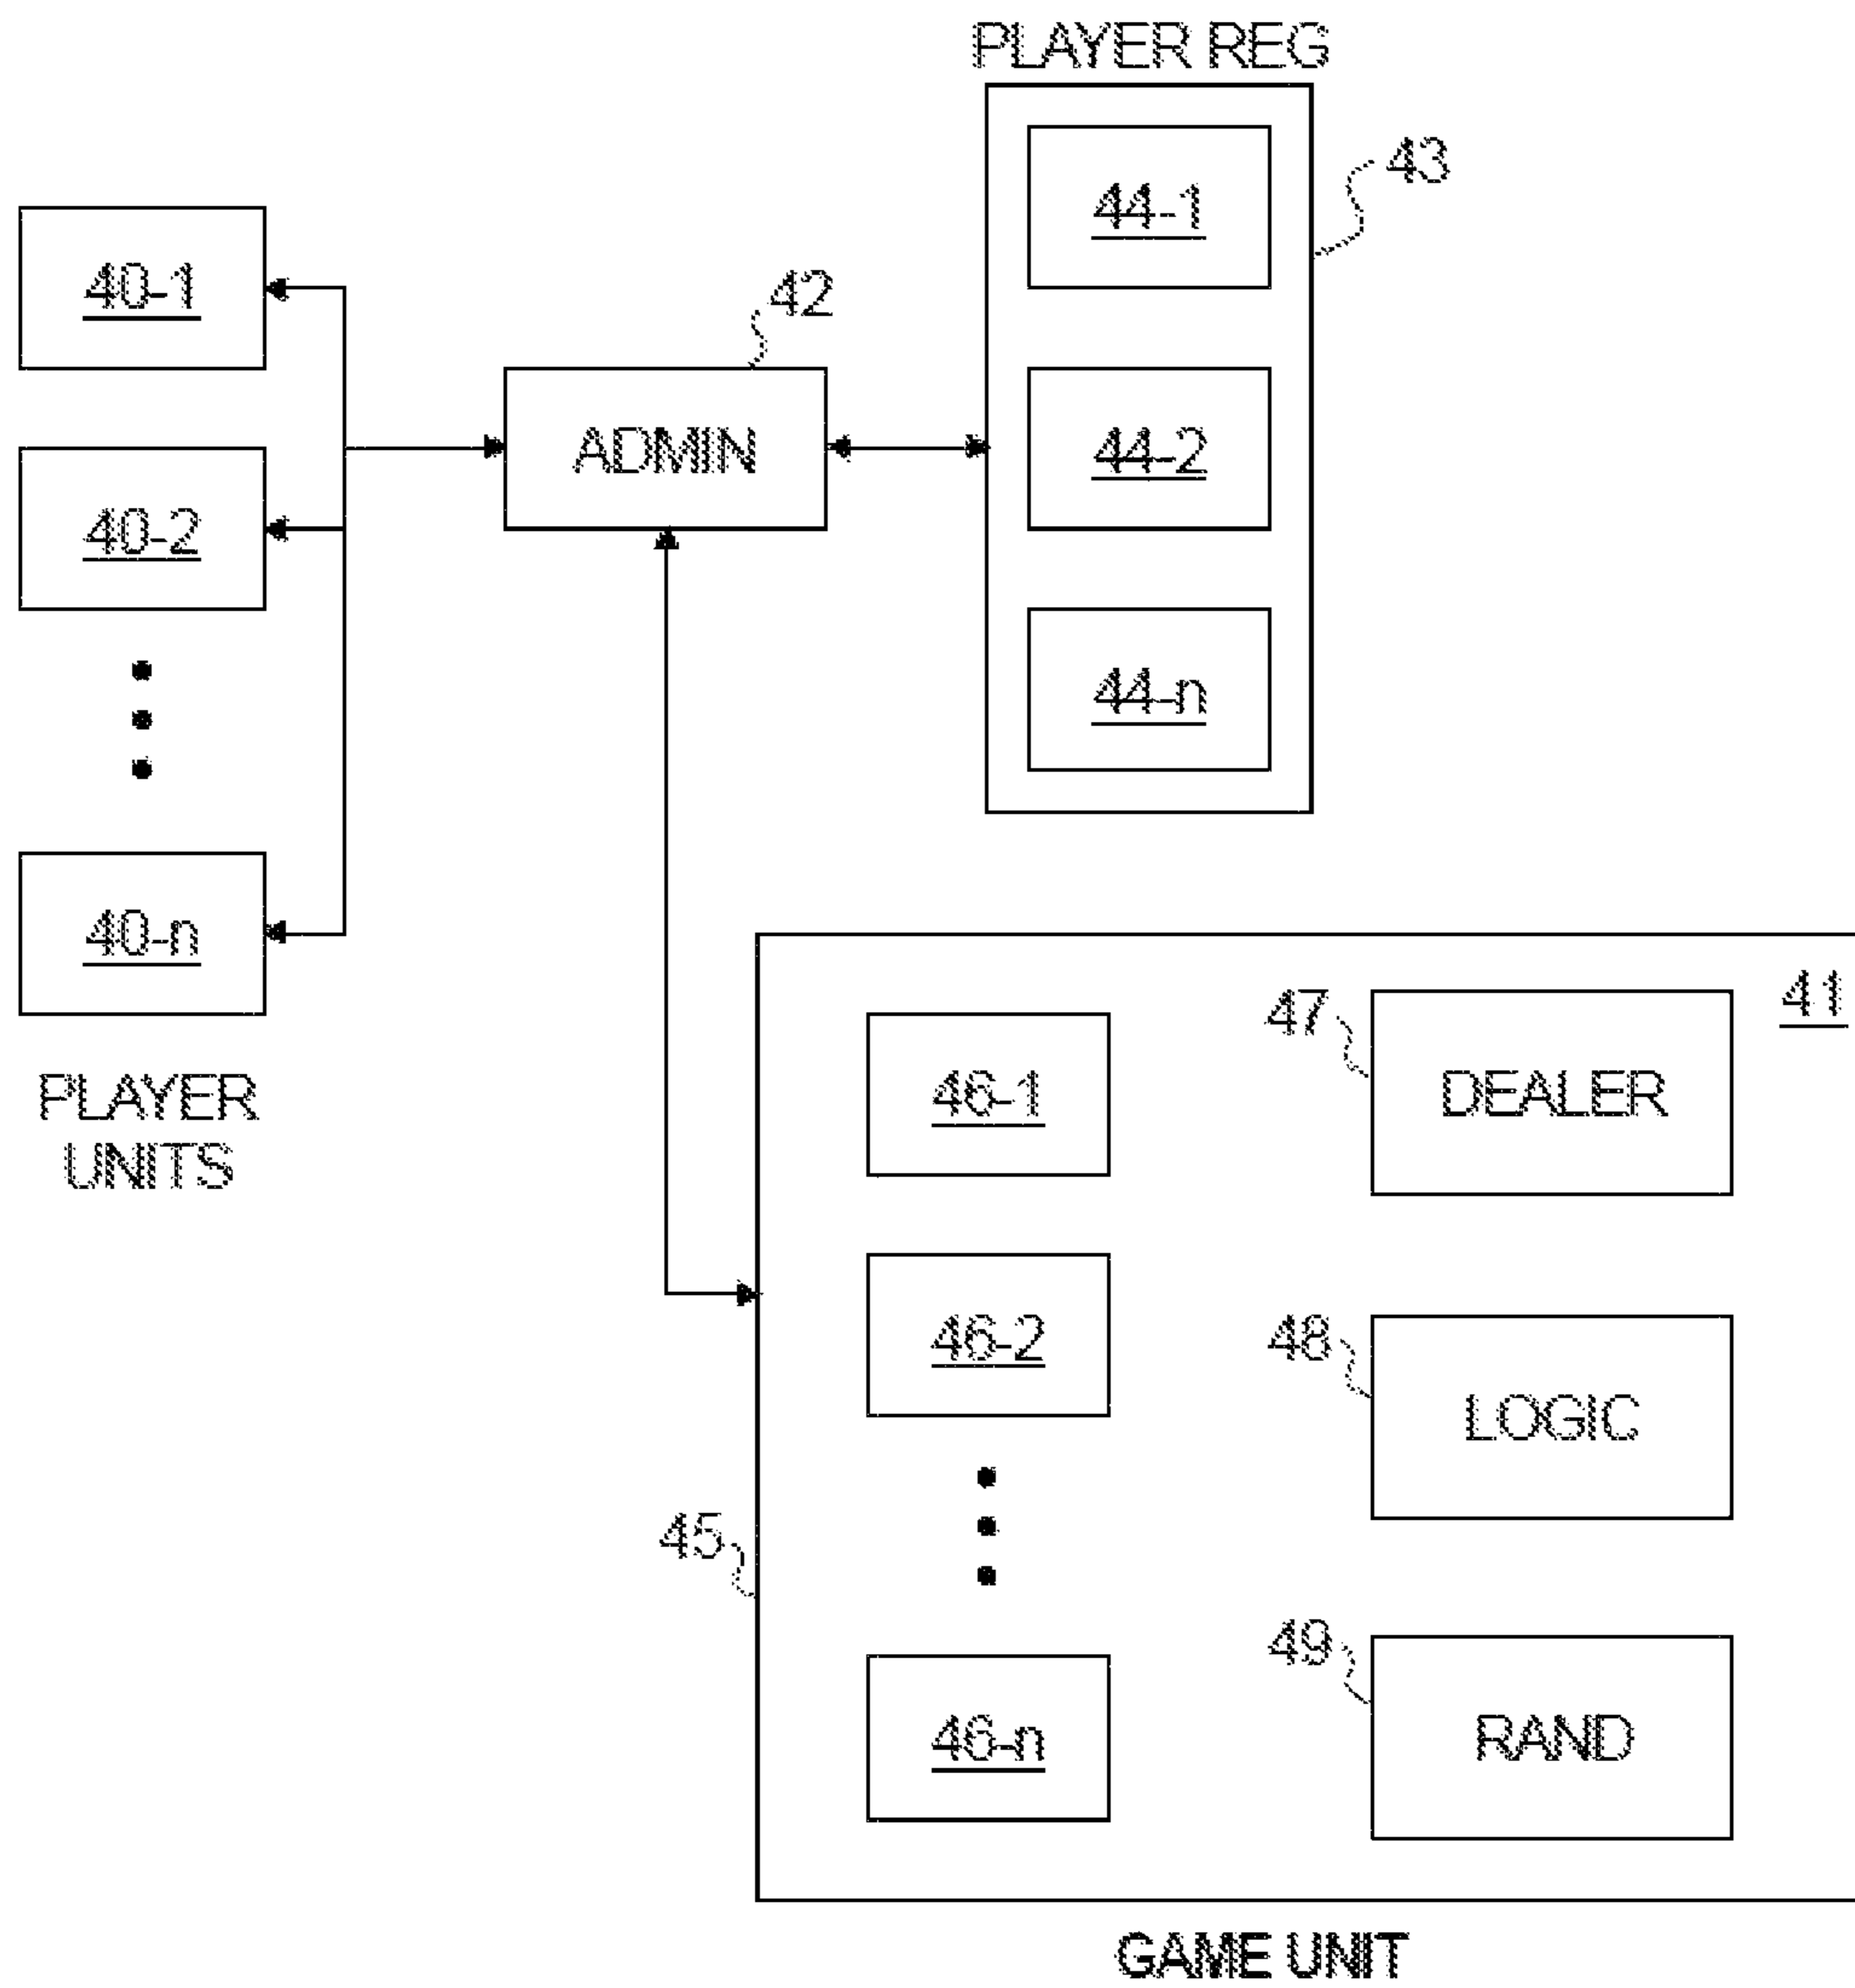 PLAYER REG
43
44-1
40-1
42
ADMIN
44-2
40-2
44-n
40-n
PLAYER
UNITS
41
47
46-1
DEALER
46-2
48
LOGIC
45
49
46-n
RAND
GAME UNIT